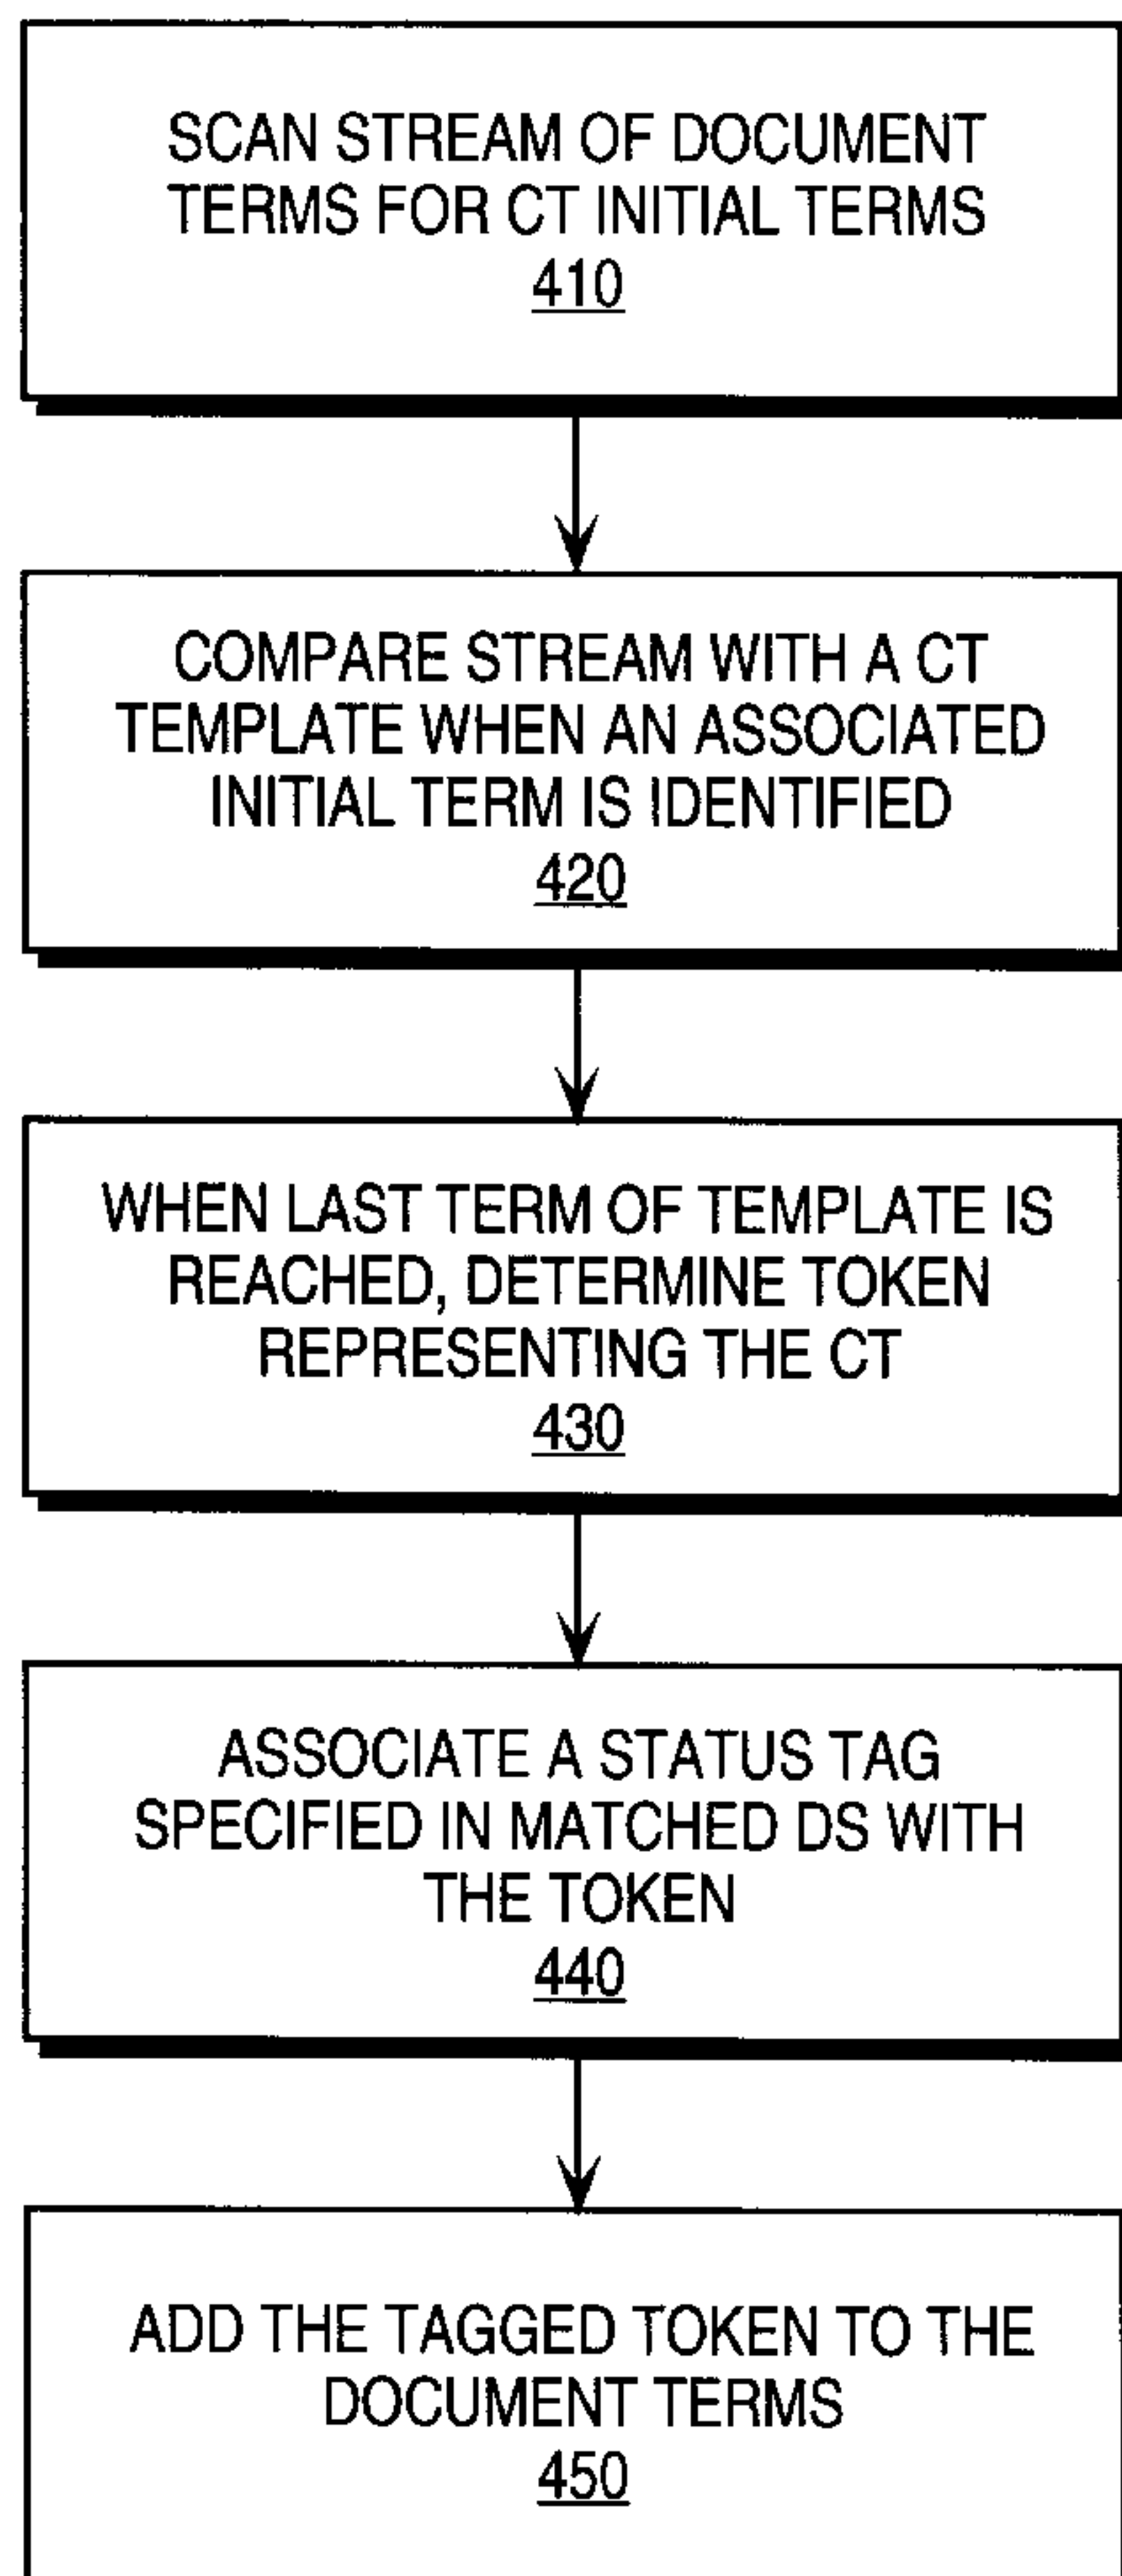 SCAN STREAM OF DOCUMENT
TERMS FOR CT INITIAL TERMS
410
COMPARE STREAM WITH A CT
TEMPLATE WHEN AN ASSOCIATED
INITIAL TERM IS IDENTIFIED
420
WHEN LAST TERM OF TEMPLATE IS
REACHED, DETERMINE TOKEN
REPRESENTING THE CT
430
ASSOCIATE A STATUS TAG
SPECIFIED IN MATCHED DS WITH
THE TOKEN
440
ADD THE TAGGED TOKEN TO THE
DOCUMENT TERMS
450